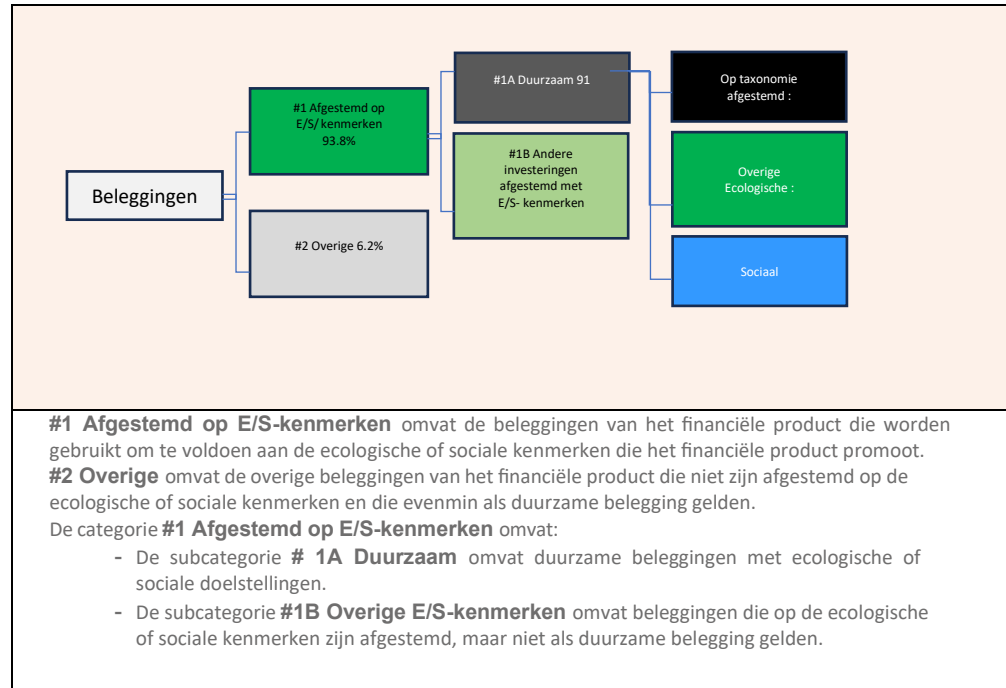 Beleggingen
#1 Afgestemd op
E/S/ kenmerken
93.8%
#2 Overige 6.2%
#1A Duurzaam 91
#1B Andere
investeringen
afgestemd met
E/S- kenmerken
Op taxonomie
afgestemd :
Overige
Ecologische :
Sociaal
#1 Afgestemd op E/S-kenmerken omvat de beleggingen van het financiële product die worden
gebruikt om te voldoen aan de ecologische of sociale kenmerken die het financiële product promoot.
#2 Overige omvat de overige beleggingen van het financiële product die niet zijn afgestemd op de
ecologische of sociale kenmerken en die evenmin als duurzame belegging gelden.
De categorie #1 Afgestemd op E/S-kenmerken omvat:
- De subcategorie # 1A Duurzaam omvat duurzame beleggingen met ecologische of
sociale doelstellingen.
- De subcategorie #1B Overige E/S-kenmerken omvat beleggingen die op de ecologische
of sociale kenmerken zijn afgestemd, maar niet als duurzame belegging gelden.